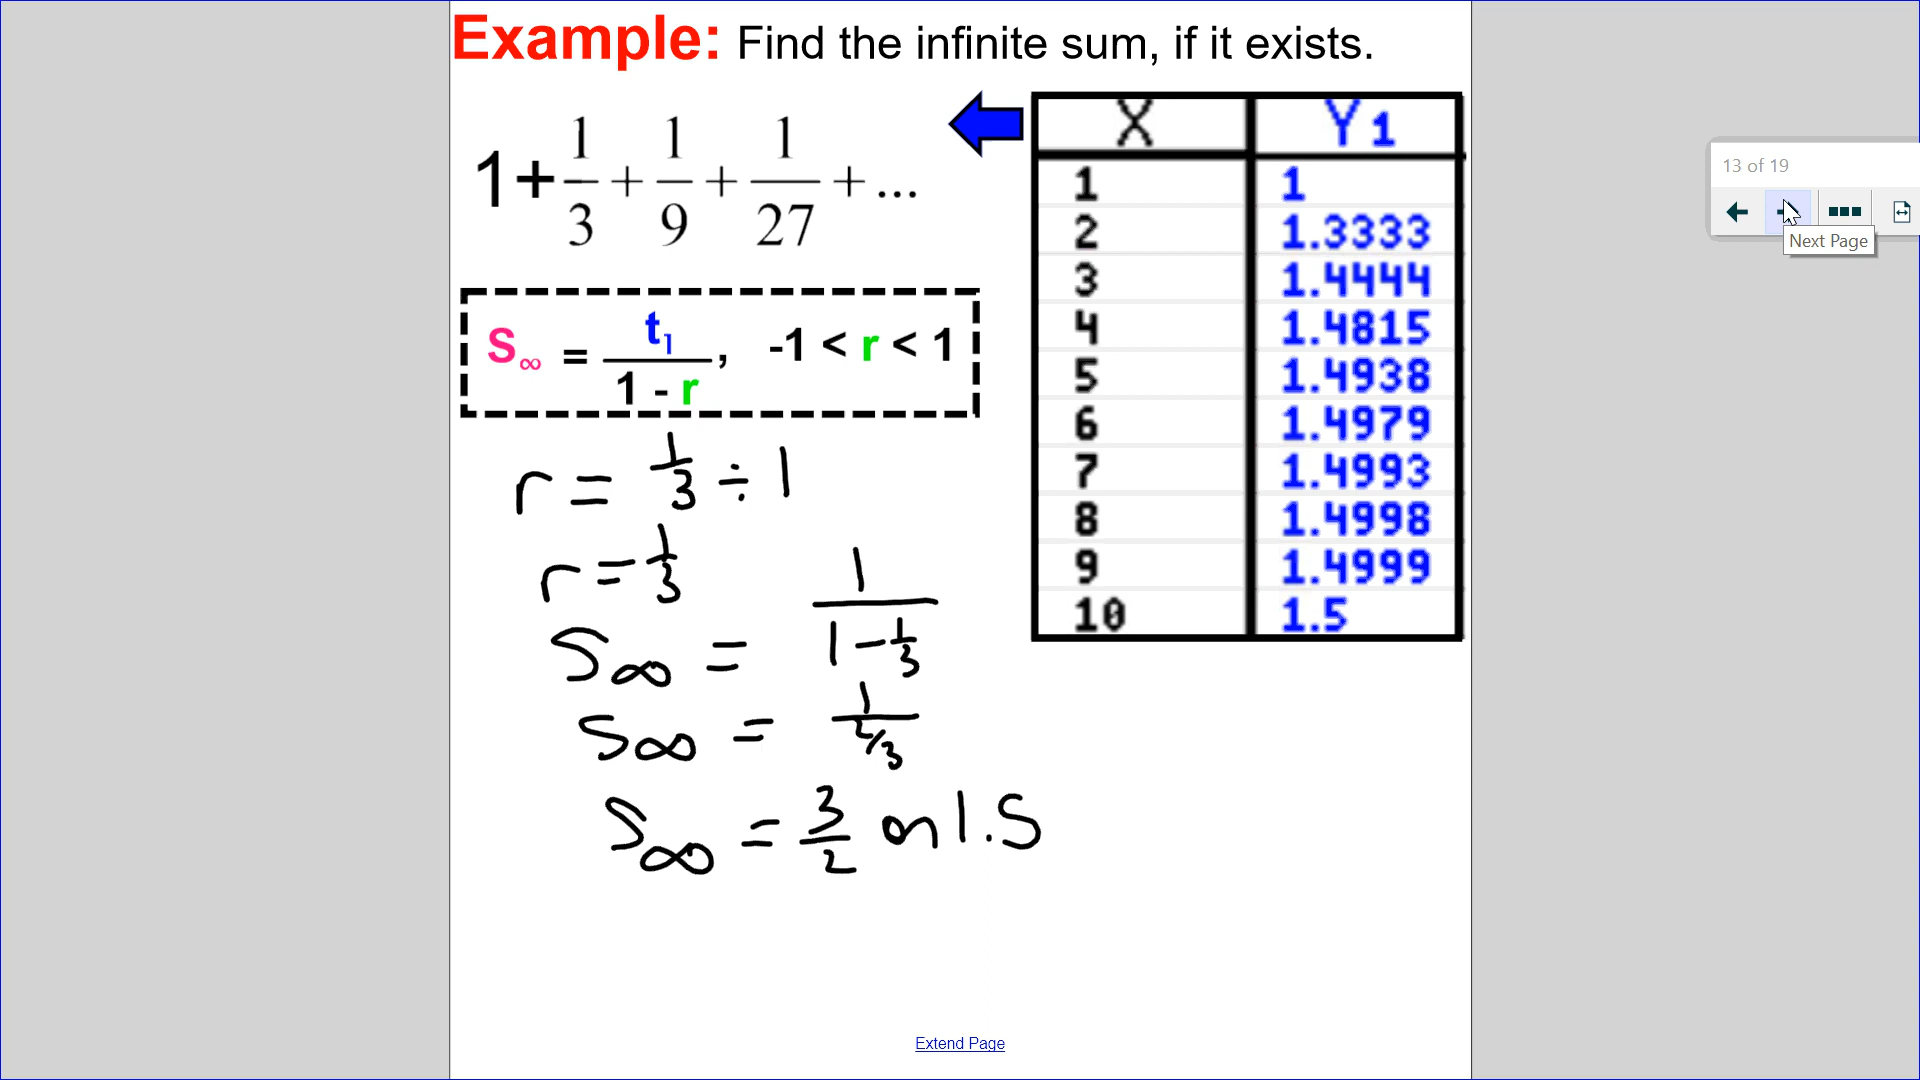 Example: Find the infinite sum, if it exists.
1+1/3+1/9+1/27+...
S∞ = t₁/(1 - r), -1 < r < 1
r = 1/3 ÷ 1
r = 1/3
S∞ = 1/(1 - 1/3)
S∞ = 1/(2/3)
S∞ = 3/2 or 1.5
X Y1
1 1
2 1.3333
3 1.4444
4 1.4815
5 1.4938
6 1.4979
7 1.4993
8 1.4998
9 1.4999
10 1.5
13 of 19
Next Page
Extend Page